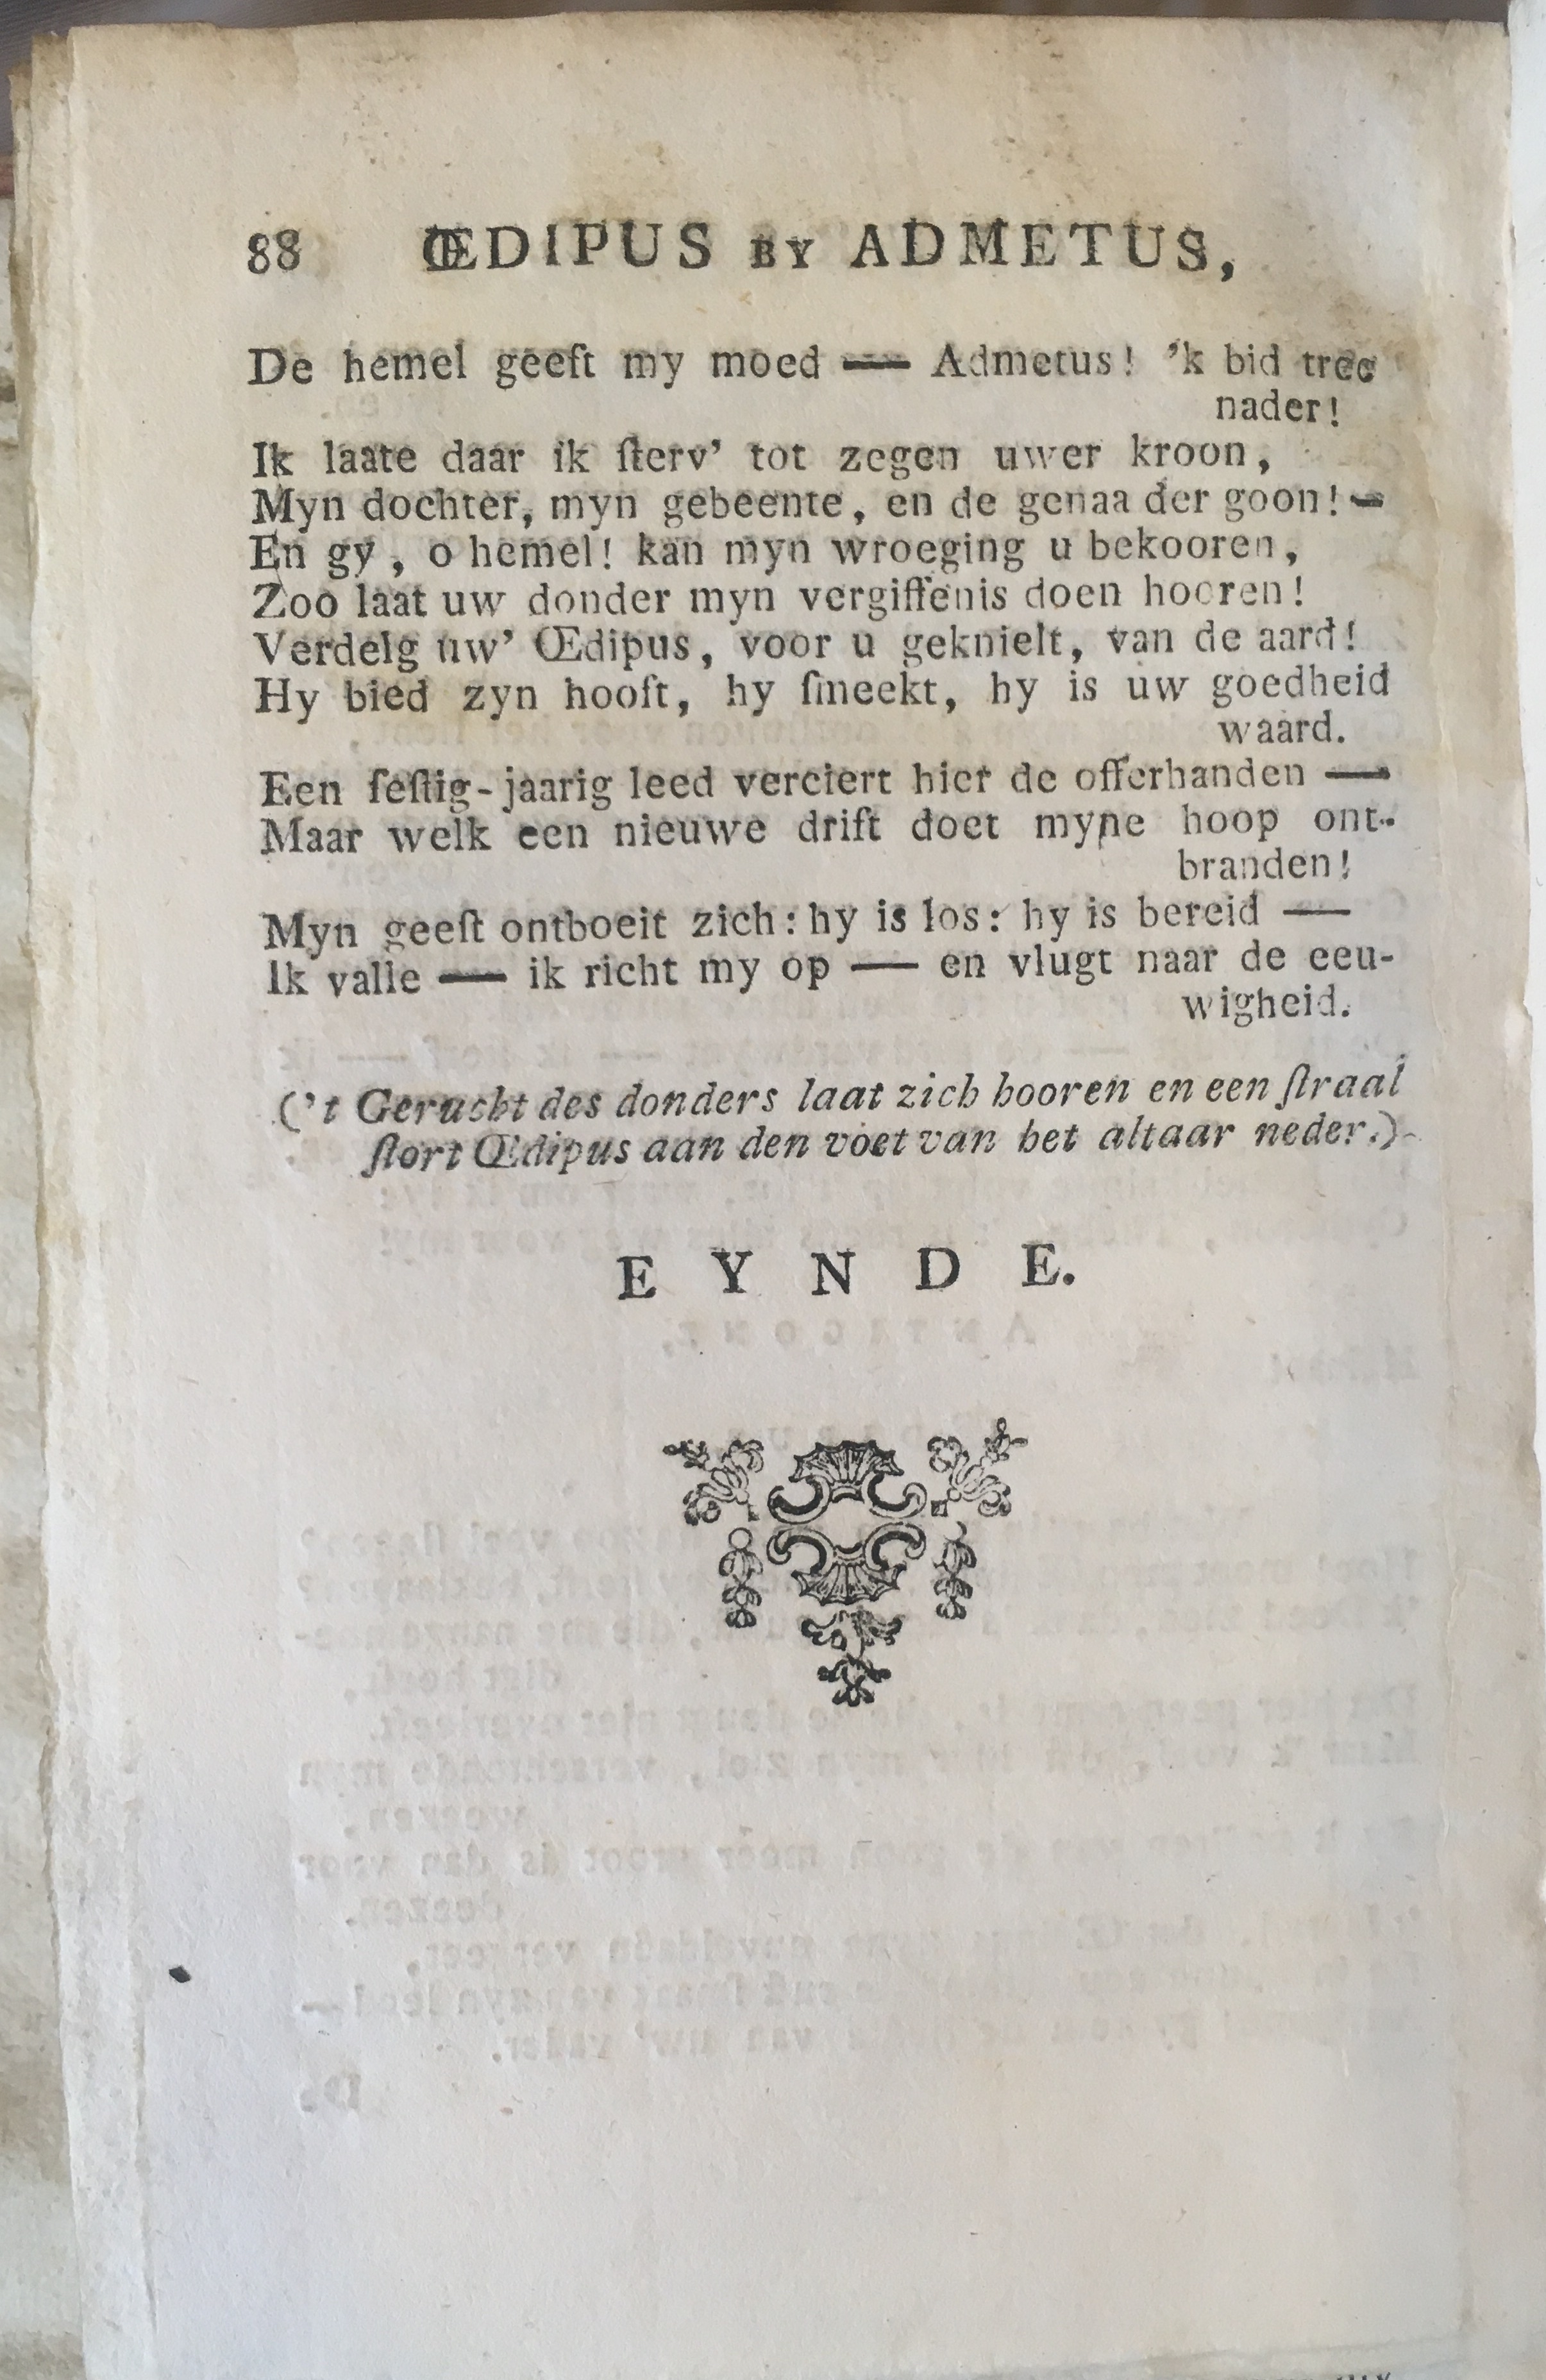 88 ŒDIPUS BY ADMETUS,
De hemel geeft my moed —— Admetus! 'k bid tree
nader!
Ik laate daar ik ſterv' tot zegen uwer kroon,
Myn dochter, myn gebeente, en de genaa der goon! —
En gy, o hemel! kan myn wroeging u bekooren,
Zoo laat uw donder myn vergiffenis doen hooren!
Verdelg uw' Œdipus, voor u geknielt, van de aard!
Hy bied zyn hooft, hy ſmeekt, hy is uw goedheid
waard.
Een ſeſtig-jaarig leed verciert hier de offerhanden ——
Maar welk een nieuwe drift doet myne hoop ont-
branden!
Myn geeſt ontboeit zich: hy is los: hy is bereid ——
Ik valle —— ik richt my op —— en vlugt naar de eeu-
wigheid.
('t Gerucht des donders laat zich hooren en een ſtraal
ſtort Œdipus aan den voet van het altaar neder.)
E Y N D E.